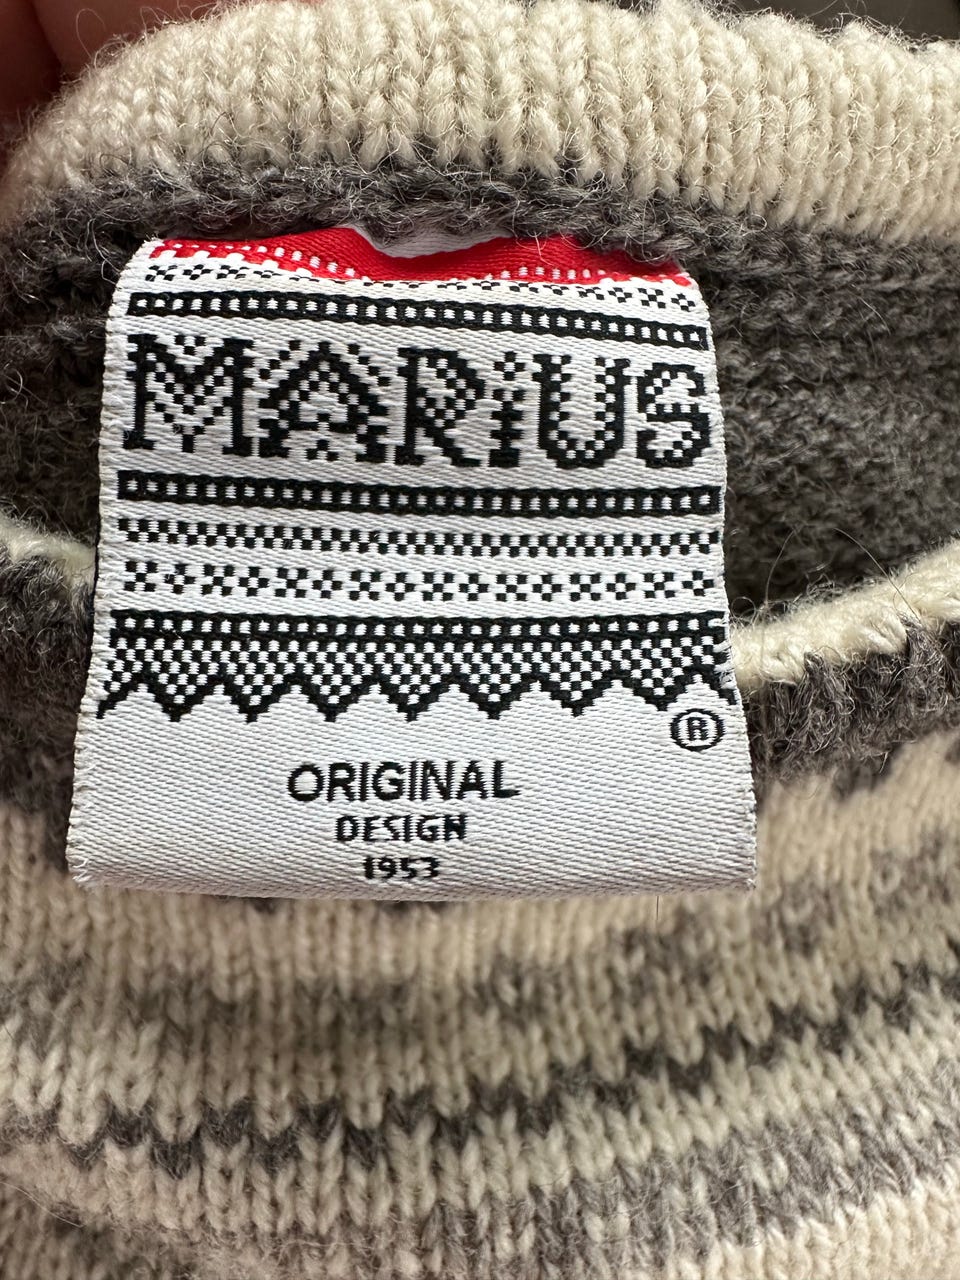 MARIUS
®
ORIGINAL
DESIGN
1953